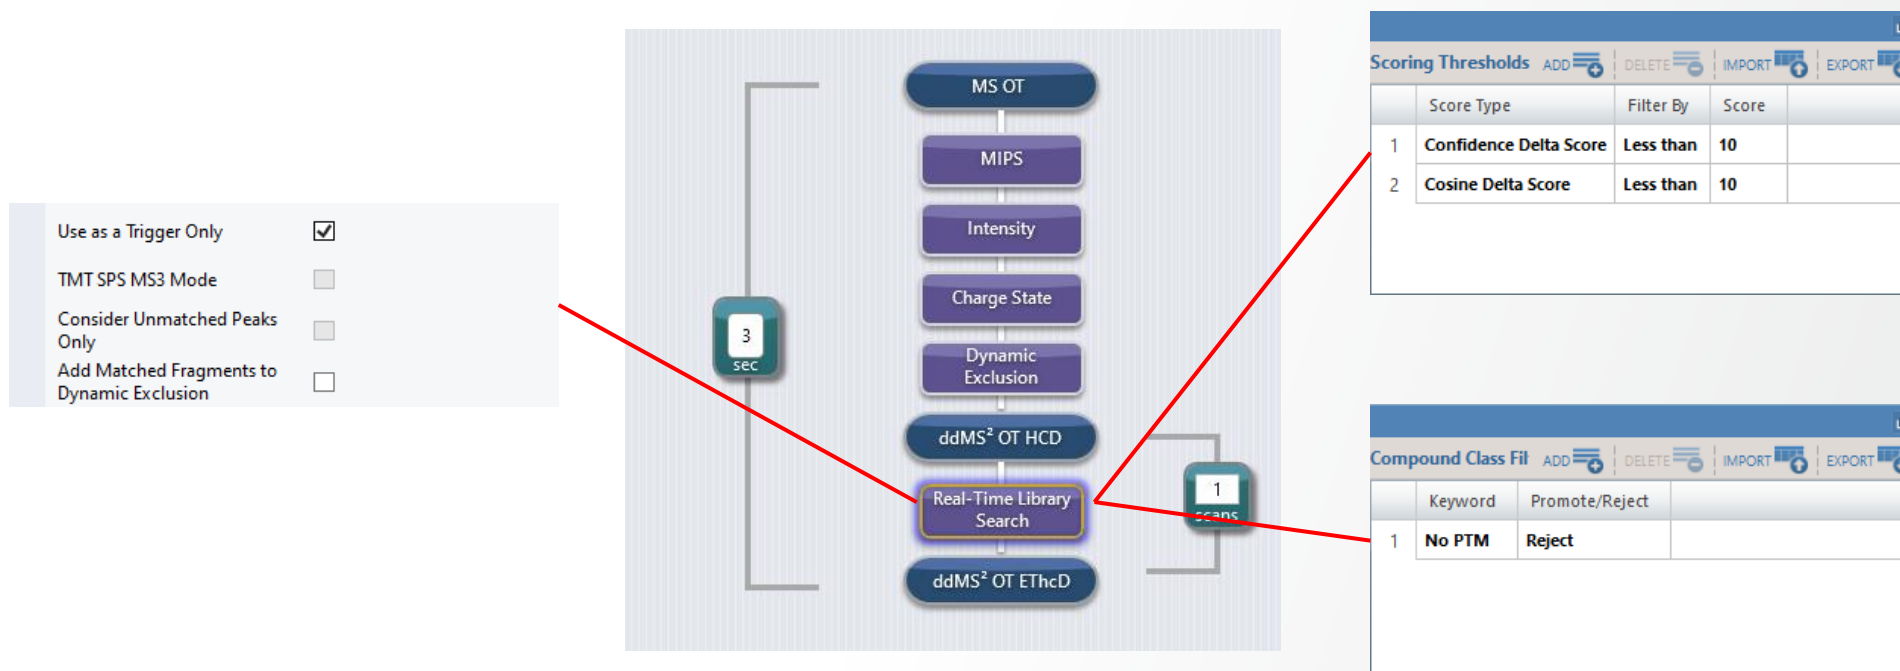 Use as a Trigger Only
TMT SPS MS3 Mode
Consider Unmatched Peaks
Only
Add Matched Fragments to
Dynamic Exclusion
3
sec
MS OT
MIPS
Intensity
Charge State
Dynamic
Exclusion
ddMS² OT HCD
Real-Time Library
Search
ddMS² OT EThcD
1
scans
Scoring Thresholds ADD DELETE IMPORT EXPORT
Score Type Filter By Score
1 Confidence Delta Score Less than 10
2 Cosine Delta Score Less than 10
Compound Class Fil ADD DELETE IMPORT EXPORT
Keyword Promote/Reject
1 No PTM Reject